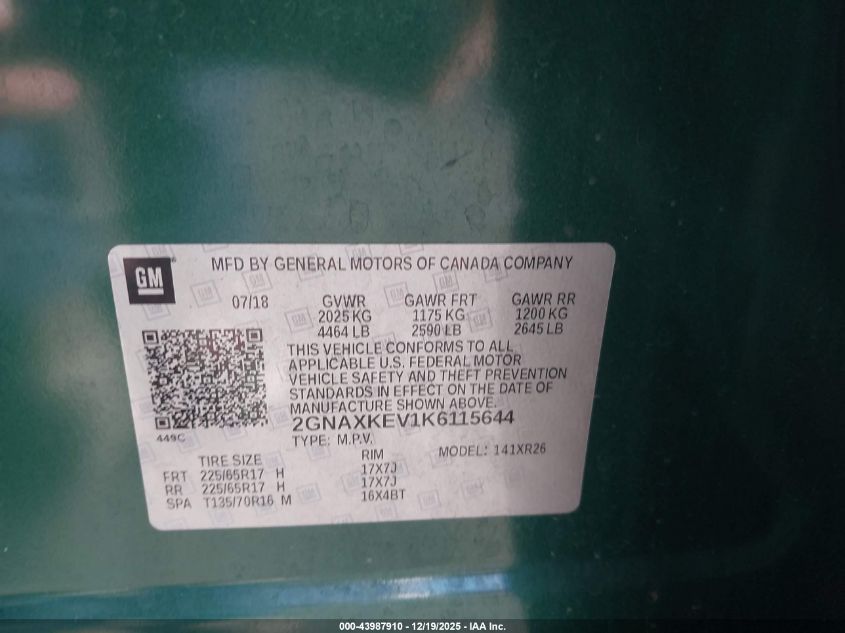 GM
MFD BY GENERAL MOTORS OF CANADA COMPANY
07/18 GVWR GAWR FRT GAWR RR
2025 KG 1175 KG 1200 KG
4464 LB 2590 LB 2645 LB
THIS VEHICLE CONFORMS TO ALL
APPLICABLE U.S. FEDERAL MOTOR
VEHICLE SAFETY AND THEFT PREVENTION
STANDARDS IN EFFECT ON THE DATE OF
MANUFACTURE SHOWN ABOVE.
2GNAXKEV1K6115644
449C
TYPE: M.P.V. MODEL: 141XR26
TIRE SIZE RIM
FRT 225/65R17 H 17X7J
RR 225/65R17 H 17X7J
SPA T135/70R16 M 16X4BT
000-43987910 - 12/19/2025 - IAA Inc.